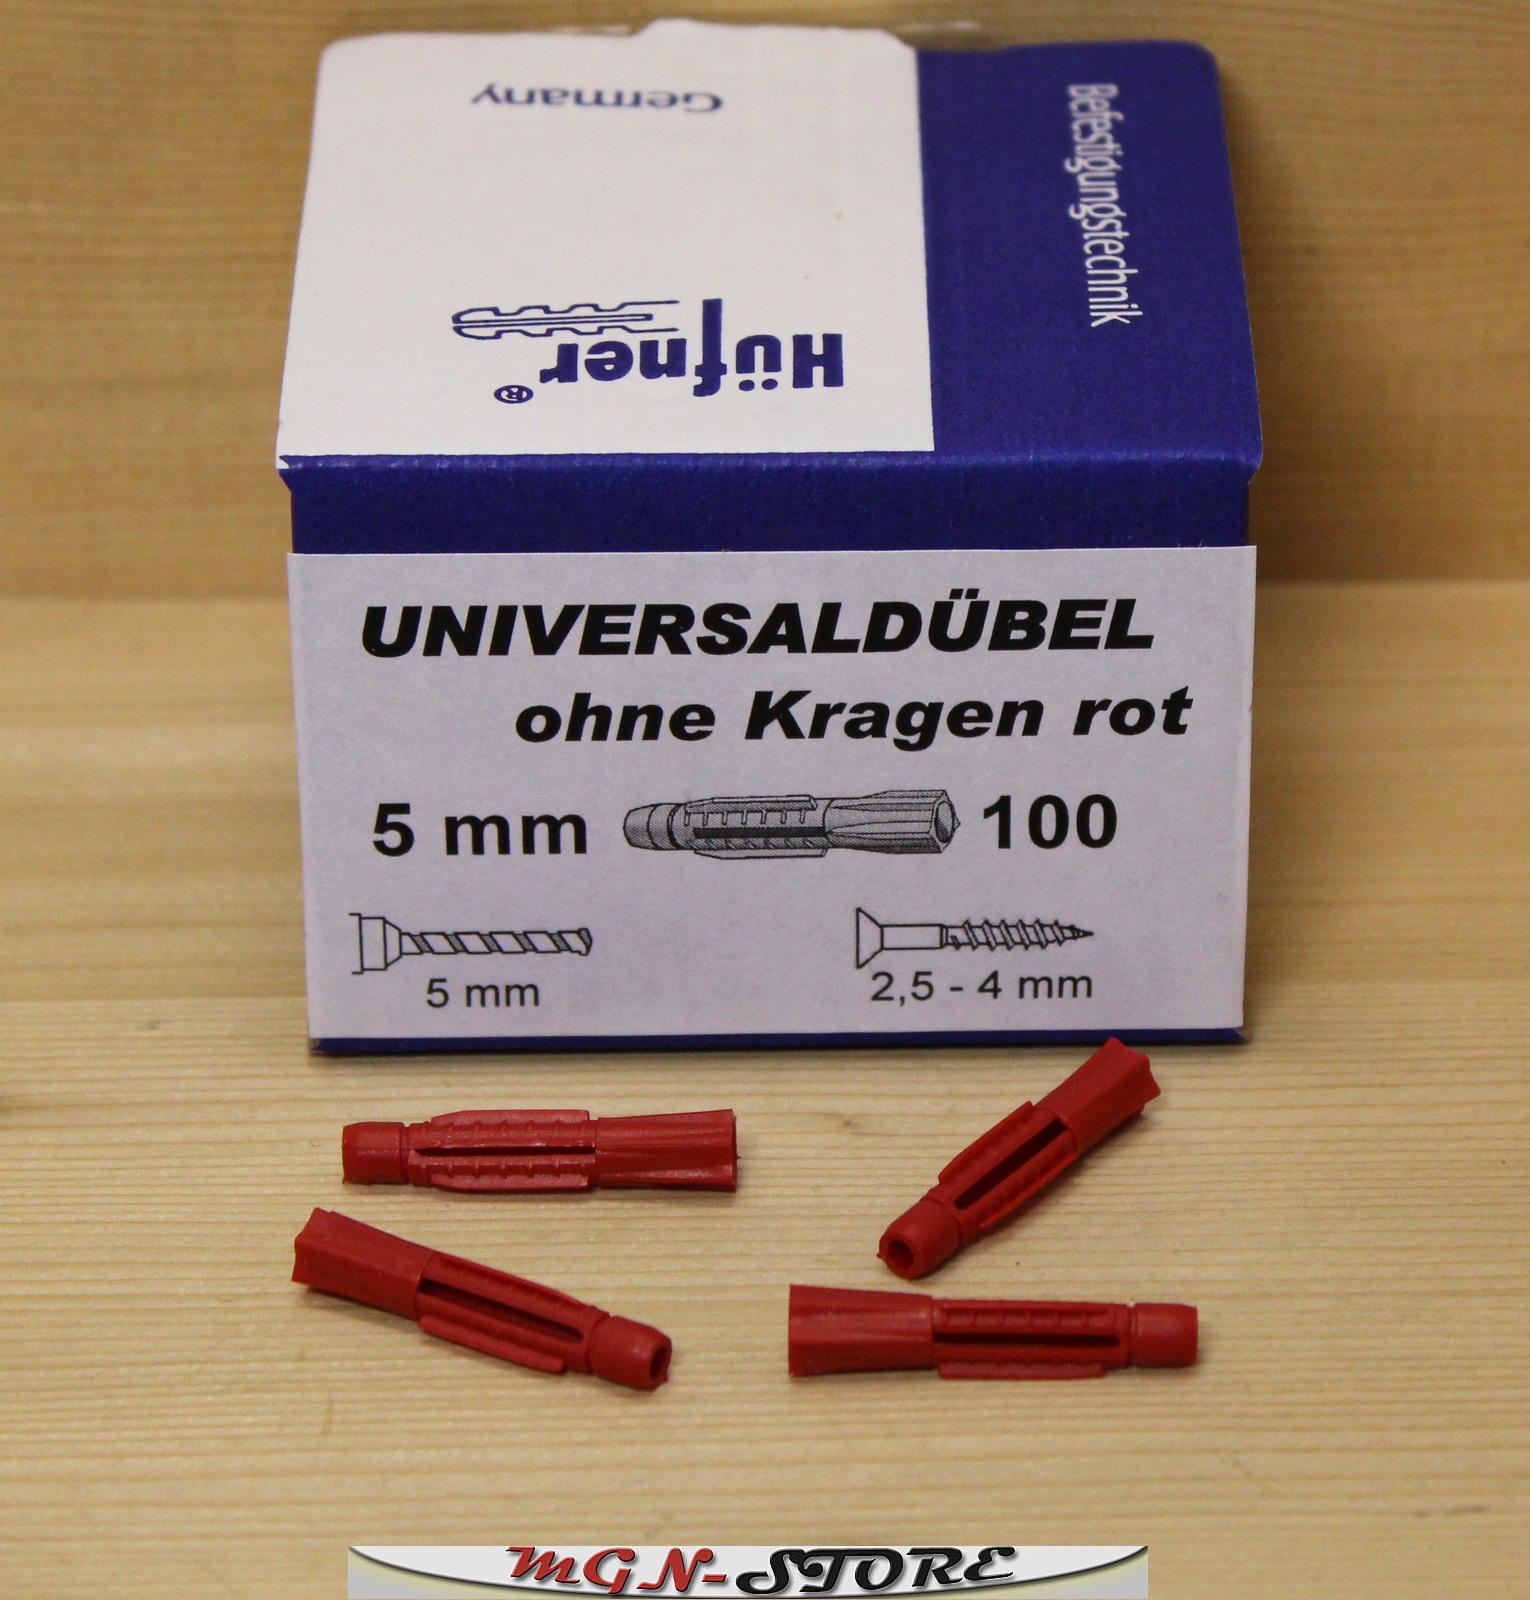 Germany
Befestigungstechnik
Hüfner®
UNIVERSALDÜBEL
ohne Kragen rot
5 mm 100
5 mm 2,5 - 4 mm
MGN-STORE